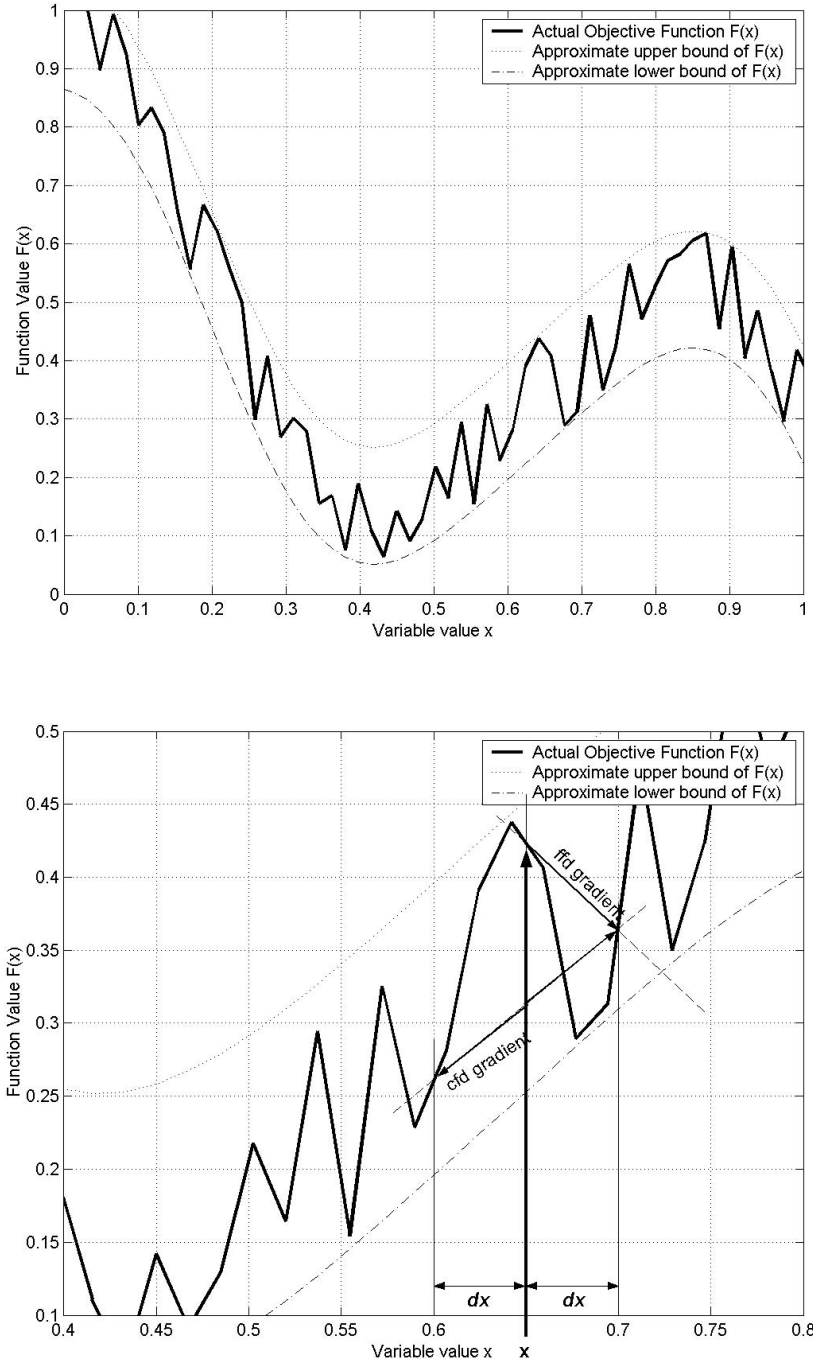 1
0.9
0.8
0.7
0.6
0.5
0.4
0.3
0.2
0.1
0
Function Value F(x)
Actual Objective Function F(x)
Approximate upper bound of F(x)
Approximate lower bound of F(x)
0 0.1 0.2 0.3 0.4 0.5 0.6 0.7 0.8 0.9 1
Variable value x
0.5
0.45
0.4
0.35
0.3
0.25
0.2
0.15
0.1
Function Value F(x)
Actual Objective Function F(x)
Approximate upper bound of F(x)
Approximate lower bound of F(x)
ffd gradient
cfd gradient
dx dx
0.4 0.45 0.5 0.55 0.6 0.7 0.75 0.8
Variable value x x